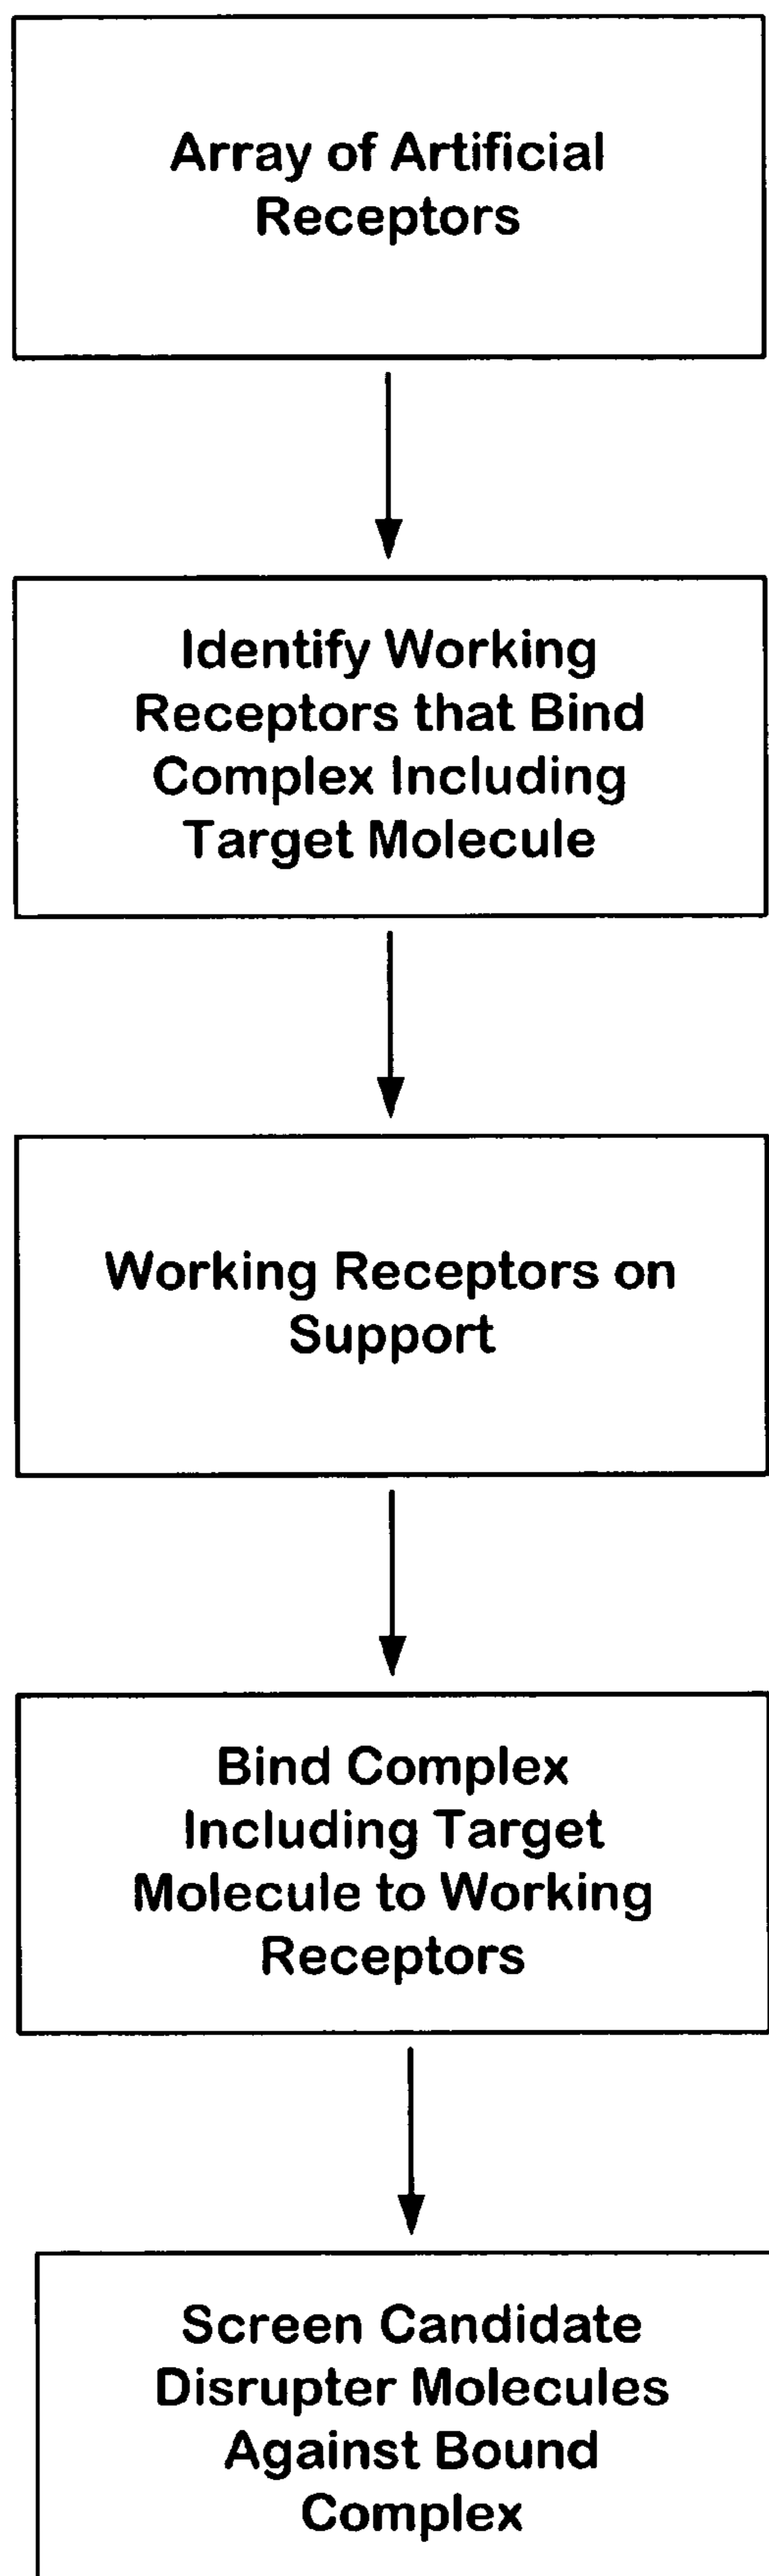 Array of Artificial
Receptors
Identify Working
Receptors that Bind
Complex Including
Target Molecule
Working Receptors on
Support
Bind Complex
Including Target
Molecule to Working
Receptors
Screen Candidate
Disrupter Molecules
Against Bound
Complex